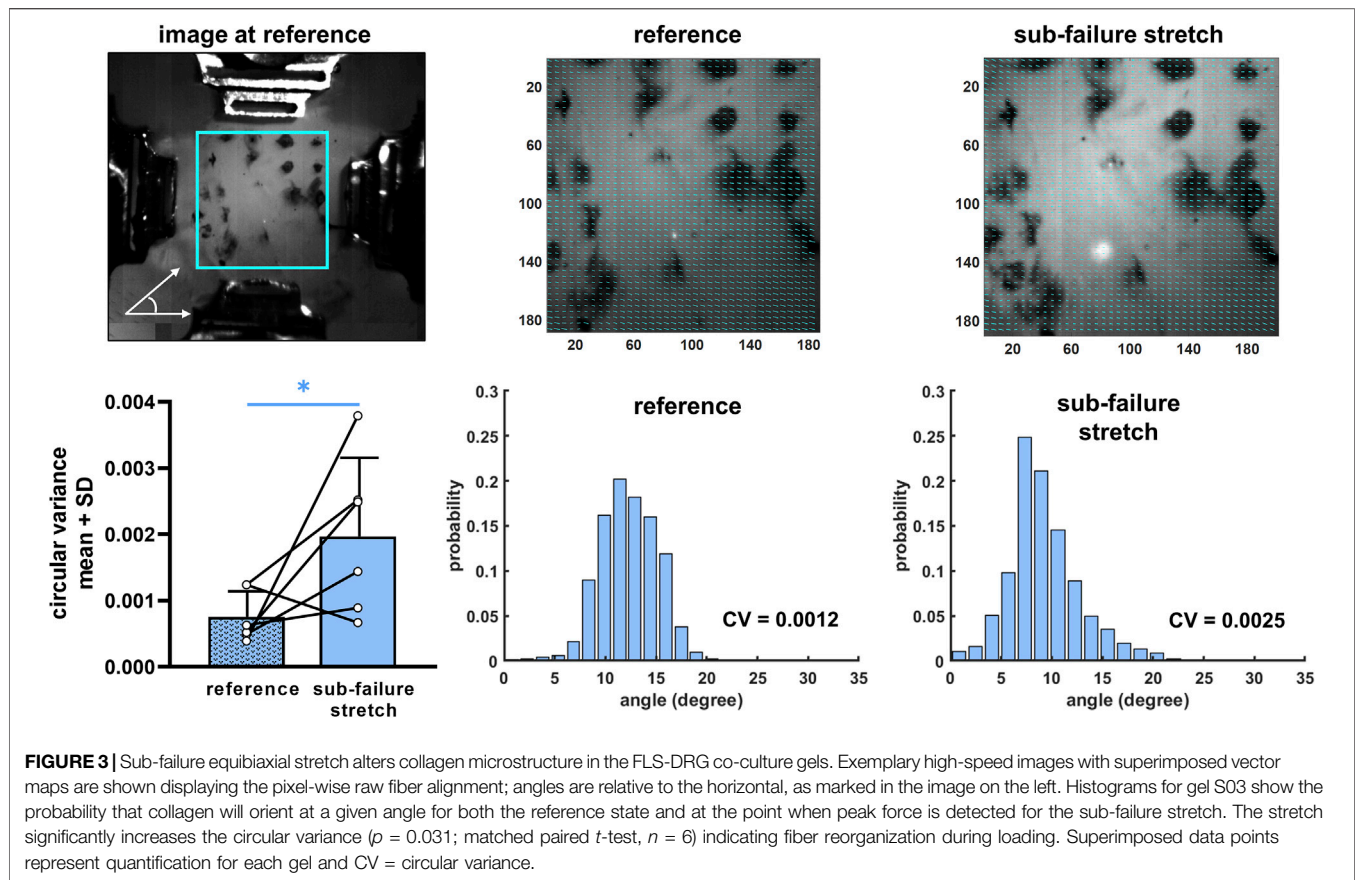 image at reference
reference
sub-failure stretch
20
60
100
140
180
20
60
100
140
180
20
60
100
140
180
20
60
100
140
180
0.004
0.003
0.002
0.001
0.000
circular variance
mean + SD
*
reference
sub-failure
stretch
reference
0.3
0.25
0.2
0.15
0.1
0.05
0
probability
CV = 0.0012
0 5 10 15 20 25 30 35
angle (degree)
sub-failure
stretch
0.3
0.25
0.2
0.15
0.1
0.05
0
probability
CV = 0.0025
0 5 10 15 20 25 30 35
angle (degree)
FIGURE 3 | Sub-failure equibiaxial stretch alters collagen microstructure in the FLS-DRG co-culture gels. Exemplary high-speed images with superimposed vector
maps are shown displaying the pixel-wise raw fiber alignment; angles are relative to the horizontal, as marked in the image on the left. Histograms for gel S03 show the
probability that collagen will orient at a given angle for both the reference state and at the point when peak force is detected for the sub-failure stretch. The stretch
significantly increases the circular variance (p = 0.031; matched paired t-test, n = 6) indicating fiber reorganization during loading. Superimposed data points
represent quantification for each gel and CV = circular variance.